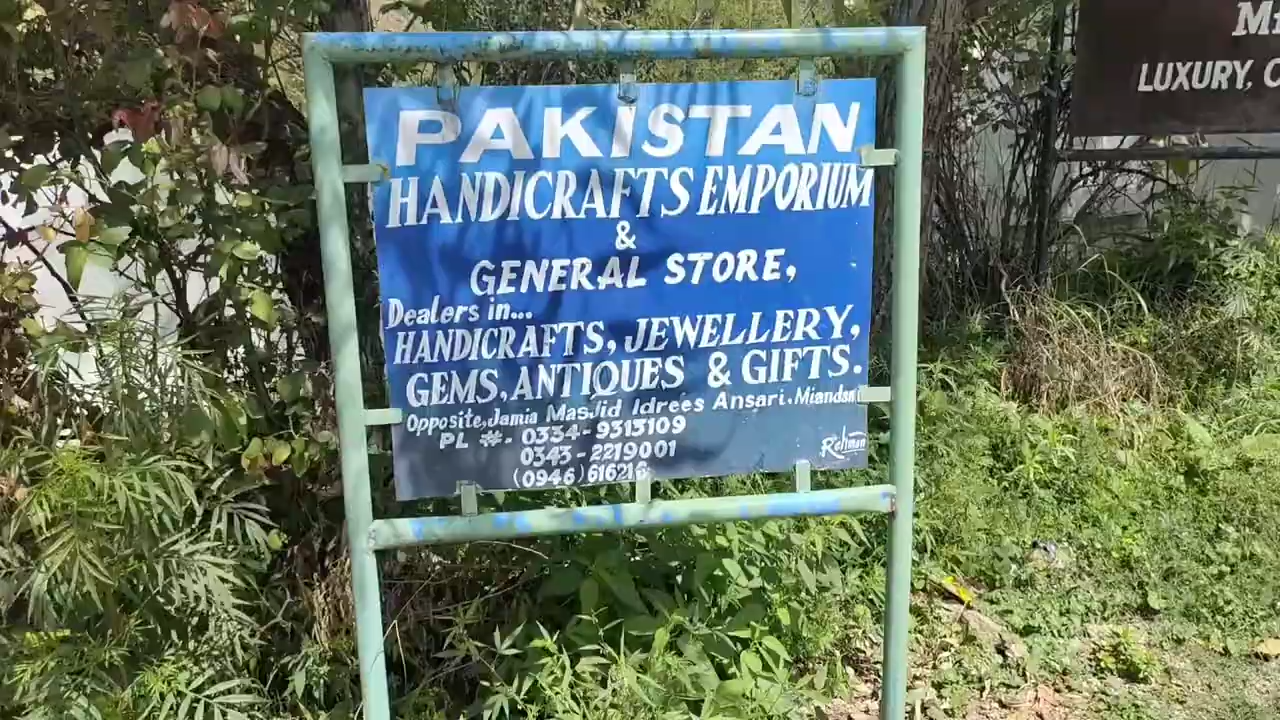 PAKISTAN
HANDICRAFTS EMPORIUM
&
GENERAL STORE,
Dealers in...
HANDICRAFTS, JEWELLERY,
GEMS, ANTIQUES & GIFTS.
Opposite, Jamia Masjid Idrees Ansari, Miandam
PL #- 0334-9313109
0343-2219001
(0946) 616216
Rehman
LUXURY,